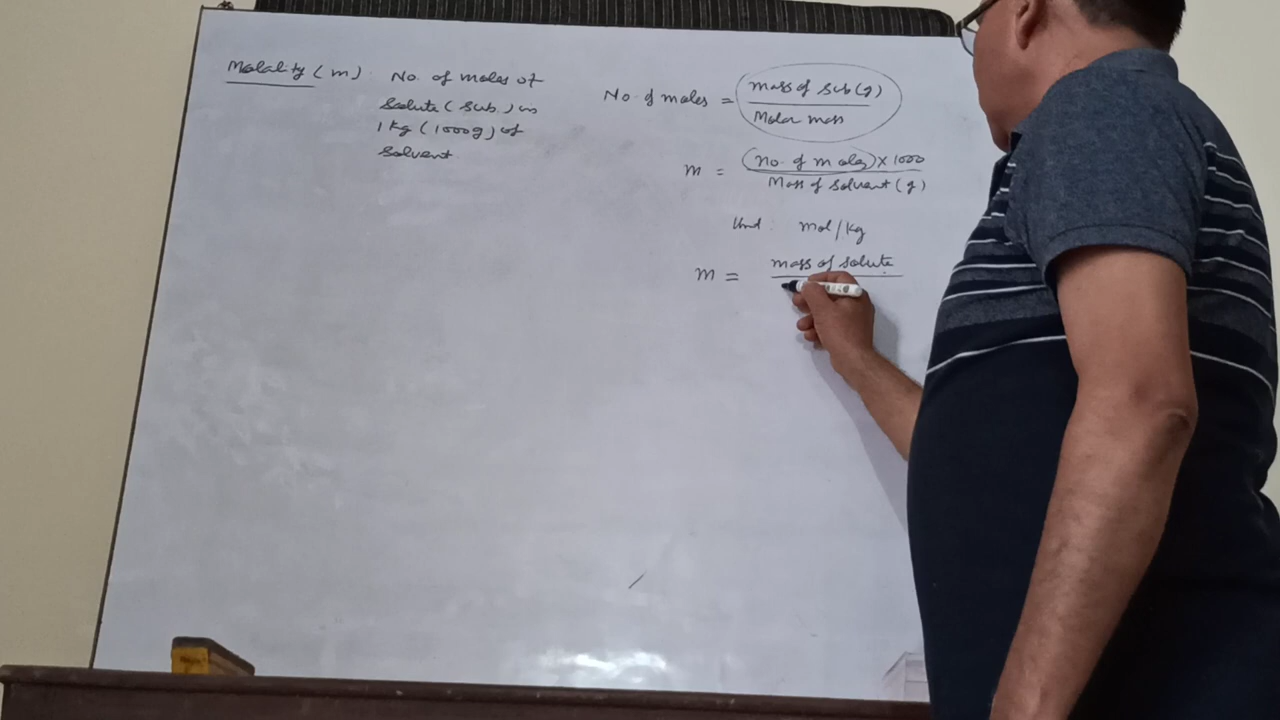 Molality (m) : No. of moles of
Solute (Sub.) in
1 kg (1000g) of
Solvent
No. of moles = Mass of Sub (g)
Molar mass
m = (No. of moles) × 1000
Mass of Solvent (g)
Unit : mol/kg
m = mass of solute